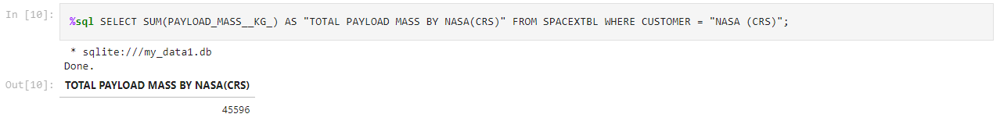 In [10]: %sql SELECT SUM(PAYLOAD_MASS__KG_) AS "TOTAL PAYLOAD MASS BY NASA(CRS)" FROM SPACEXTBL WHERE CUSTOMER = "NASA (CRS)";
* sqlite:///my_data1.db
Done.
Out[10]: TOTAL PAYLOAD MASS BY NASA(CRS)
45596